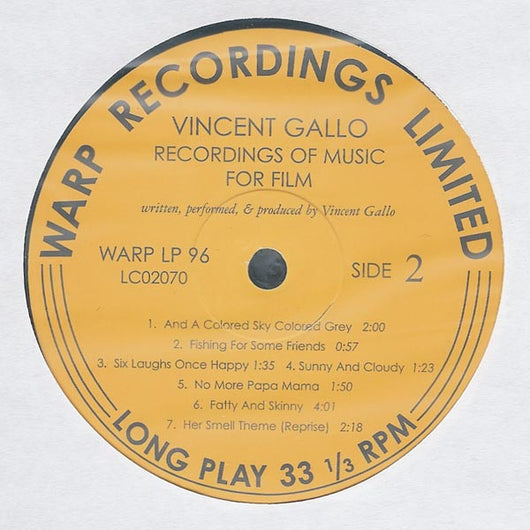 WARP RECORDINGS LIMITED
VINCENT GALLO
RECORDINGS OF MUSIC
FOR FILM
written, performed, & produced by Vincent Gallo
WARP LP 96
LC02070
SIDE 2
1. And A Colored Sky Colored Grey 2:00
2. Fishing For Some Friends 0:57
3. Six Laughs Once Happy 1:35 4. Sunny And Cloudy 1:23
5. No More Papa Mama 1:50
6. Fatty And Skinny 4:01
7. Her Smell Theme (Reprise) 2:18
LONG PLAY 33 1/3 RPM